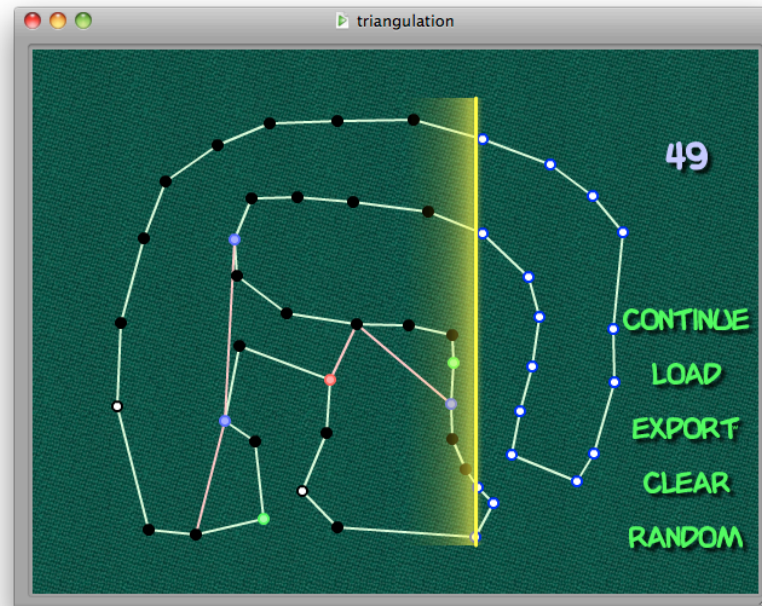 triangulation
49
CONTINUE
LOAD
EXPORT
CLEAR
RANDOM